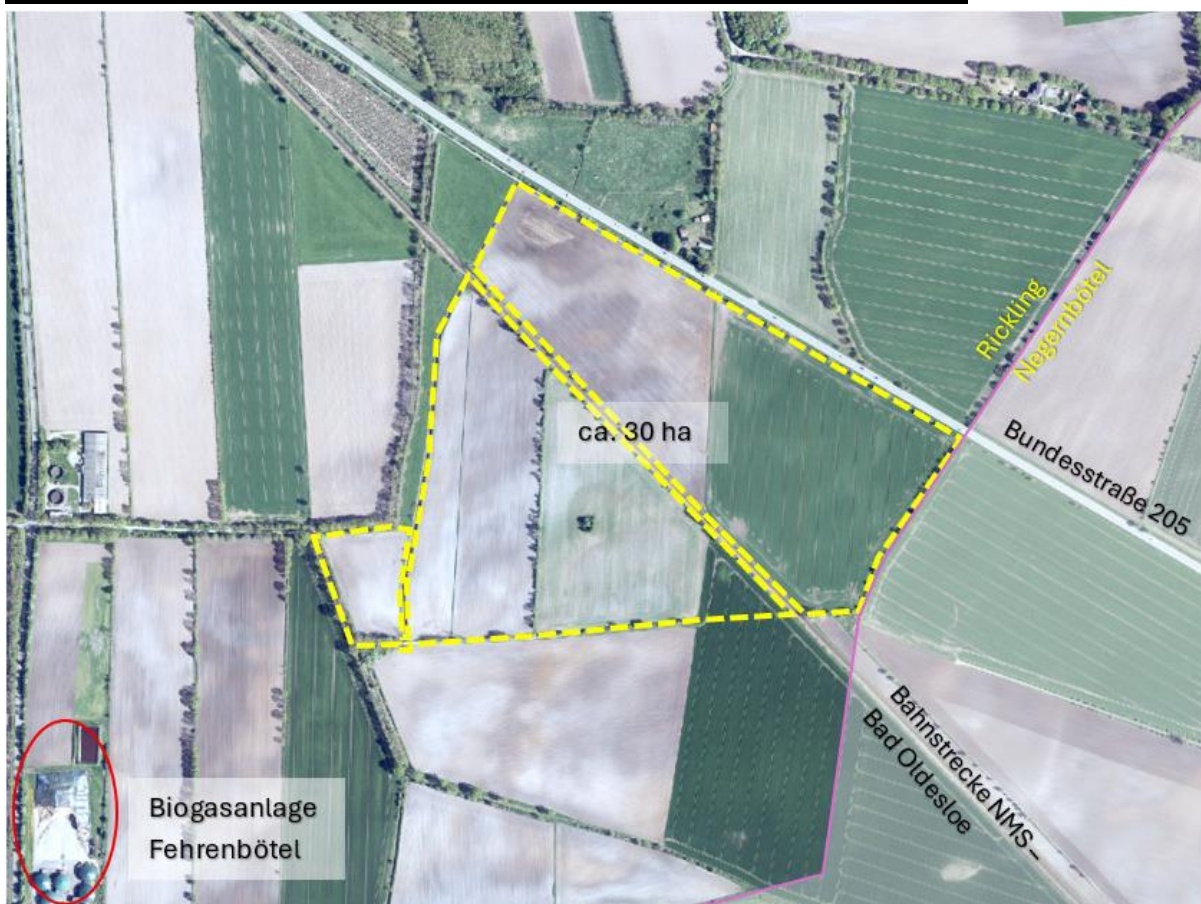 Rickling
Negernbötel
ca. 30 ha
Bundesstraße 205
Bahnstrecke NMS –
Bad Oldesloe
Biogasanlage
Fehrenbötel